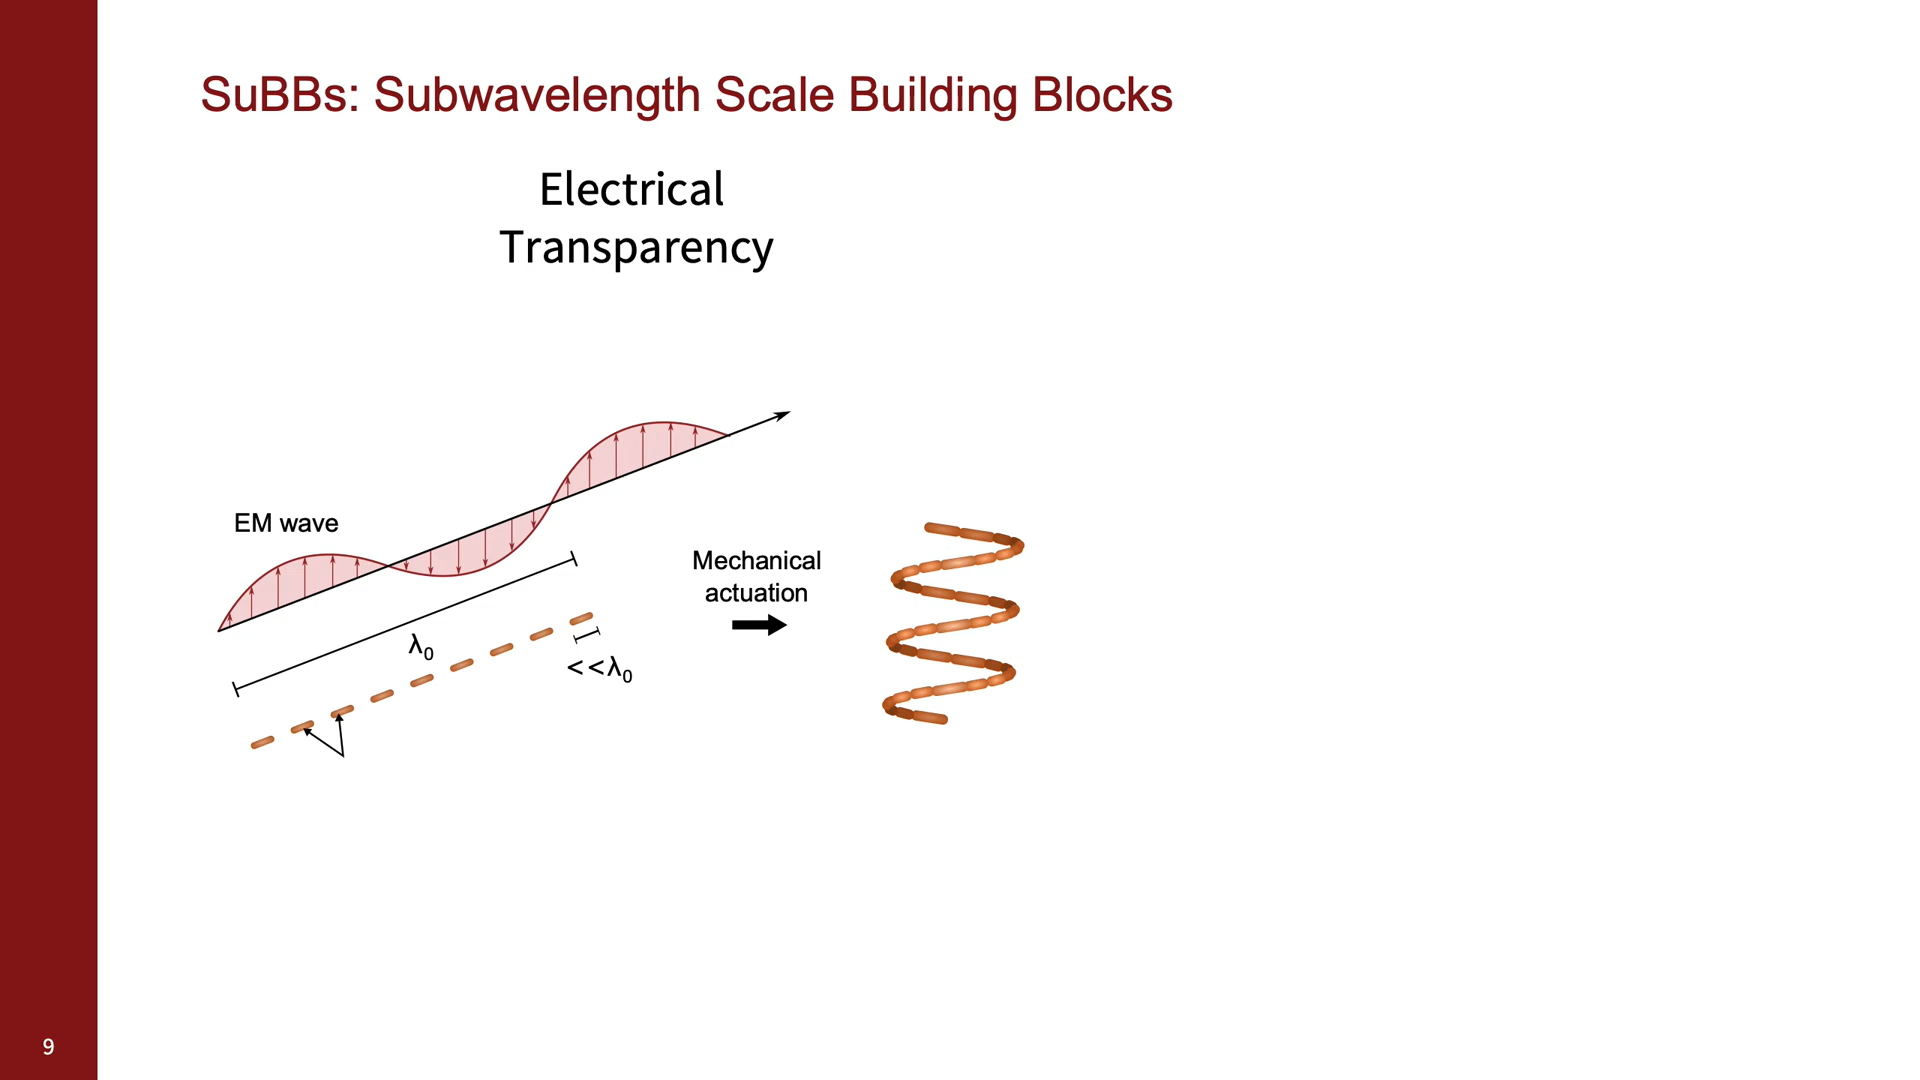 SuBBs: Subwavelength Scale Building Blocks
Electrical
Transparency
EM wave
Mechanical
actuation
λ₀
<<λ₀
9